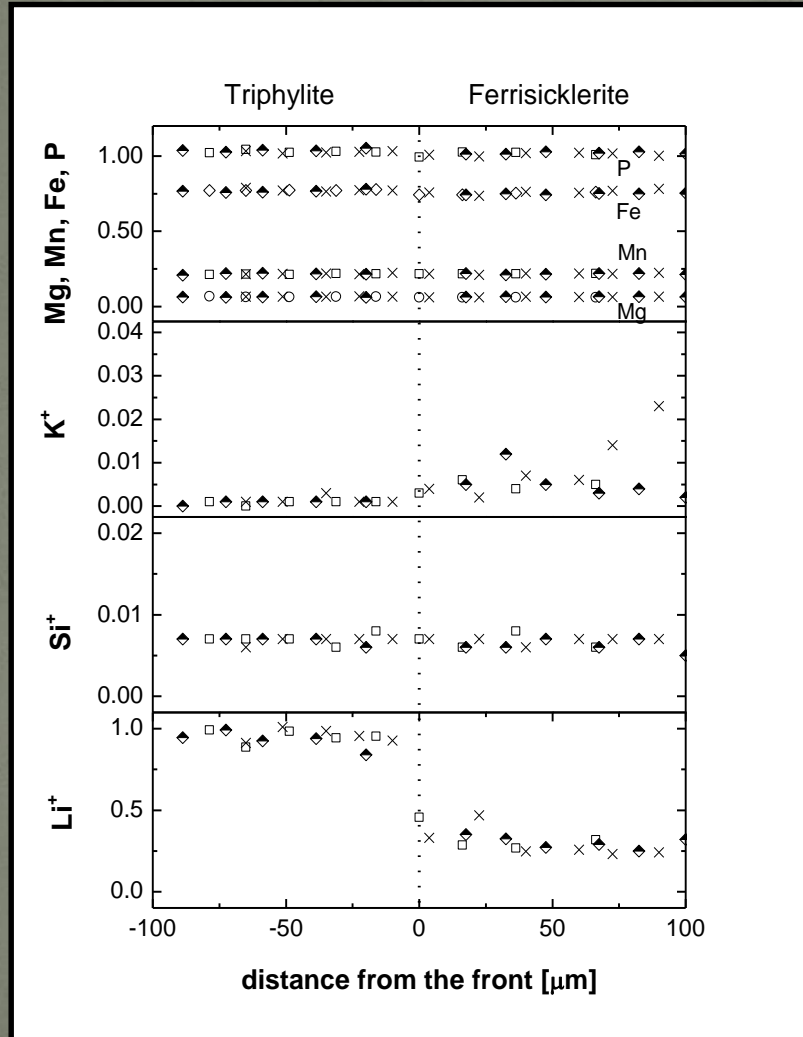 Triphylite Ferrisicklerite
Mg, Mn, Fe, P
1.00
0.50
0.00
P
Fe
Mn
Mg
K+
0.04
0.03
0.02
0.01
0.00
Si+
0.02
0.01
0.00
Li+
1.0
0.5
0.0
-100 -50 0 50 100
distance from the front [μm]